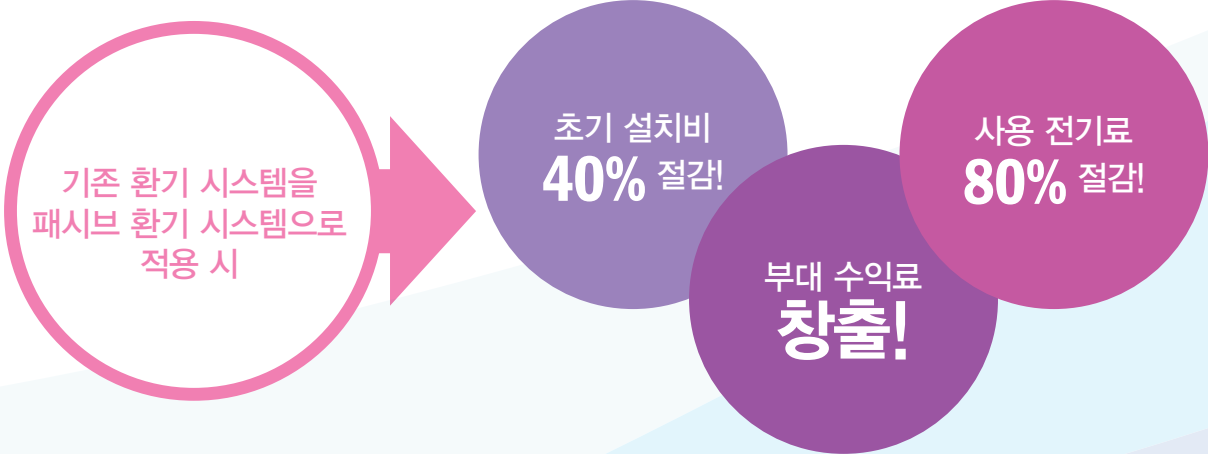 기존 환기 시스템을
패시브 환기 시스템으로
적용 시
초기 설치비
40% 절감!
부대 수익료
창출!
사용 전기료
80% 절감!